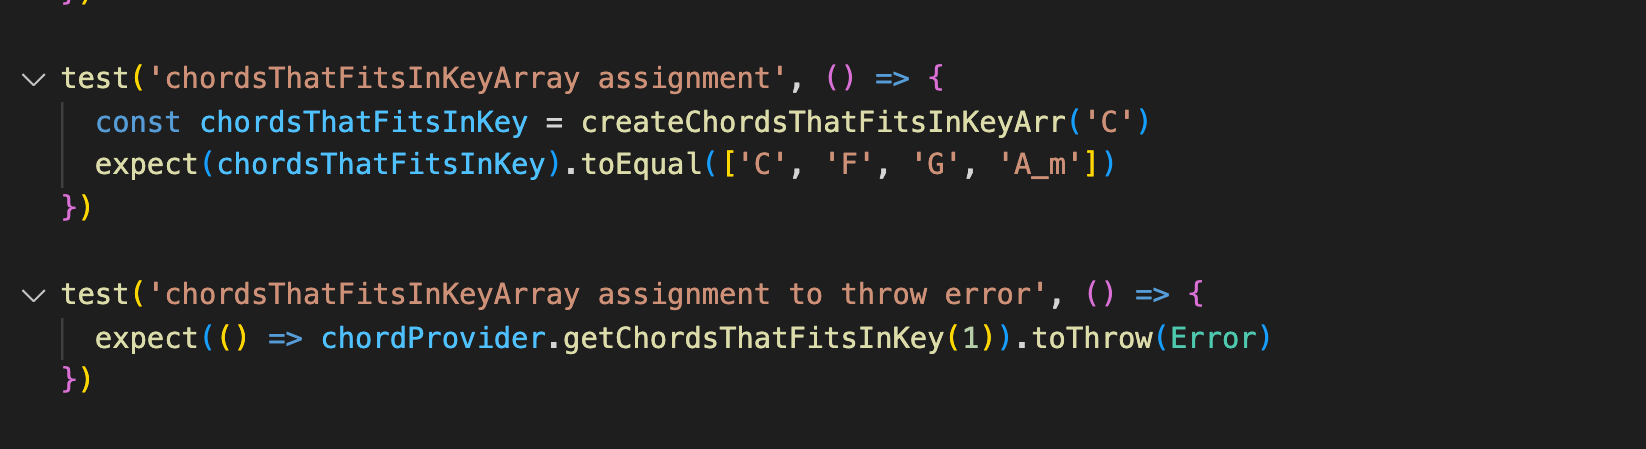 })
test('chordsThatFitsInKeyArray assignment', () => {
const chordsThatFitsInKey = createChordsThatFitsInKeyArr('C')
expect(chordsThatFitsInKey).toEqual(['C', 'F', 'G', 'A_m'])
})
test('chordsThatFitsInKeyArray assignment to throw error', () => {
expect(() => chordProvider.getChordsThatFitsInKey(1)).toThrow(Error)
})